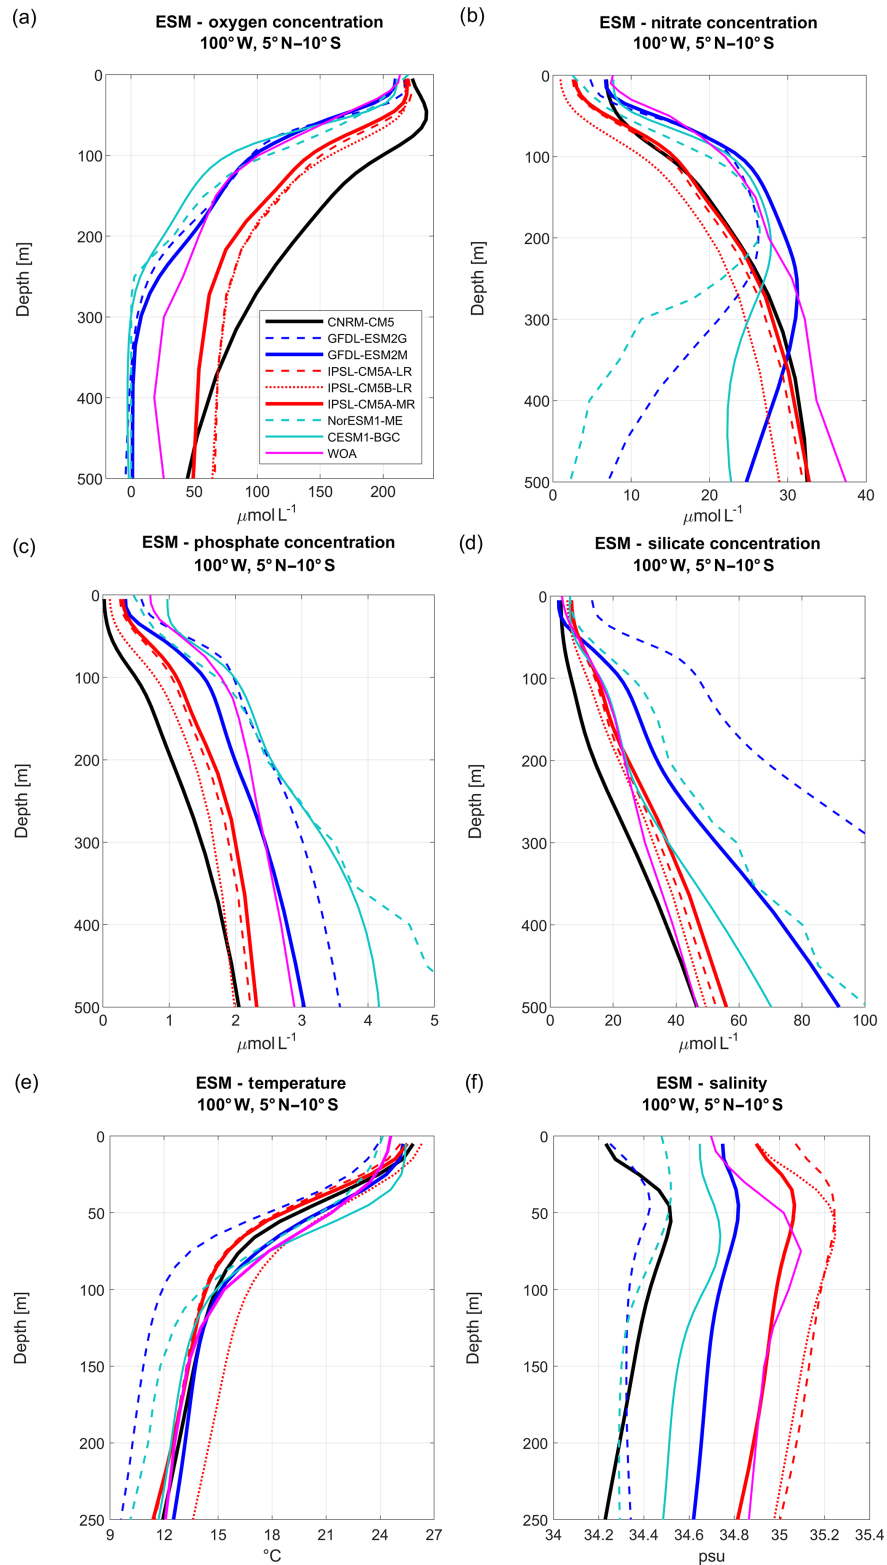 (a)
ESM - oxygen concentration
100° W, 5° N–10° S
0
100
200
300
400
500
Depth [m]
0 50 100 150 200
μmol L⁻¹
CNRM-CM5
GFDL-ESM2G
GFDL-ESM2M
IPSL-CM5A-LR
IPSL-CM5B-LR
IPSL-CM5A-MR
NorESM1-ME
CESM1-BGC
WOA
(b)
ESM - nitrate concentration
100° W, 5° N–10° S
0
100
200
300
400
500
Depth [m]
0 10 20 30 40
μmol L⁻¹
(c)
ESM - phosphate concentration
100° W, 5° N–10° S
0
100
200
300
400
500
Depth [m]
0 1 2 3 4 5
μmol L⁻¹
(d)
ESM - silicate concentration
100° W, 5° N–10° S
0
100
200
300
400
500
Depth [m]
0 20 40 60 80 100
μmol L⁻¹
(e)
ESM - temperature
100° W, 5° N–10° S
0
50
100
150
200
250
Depth [m]
9 12 15 18 21 24 27
°C
(f)
ESM - salinity
100° W, 5° N–10° S
0
50
100
150
200
250
Depth [m]
34 34.2 34.4 34.6 34.8 35 35.2 35.4
psu